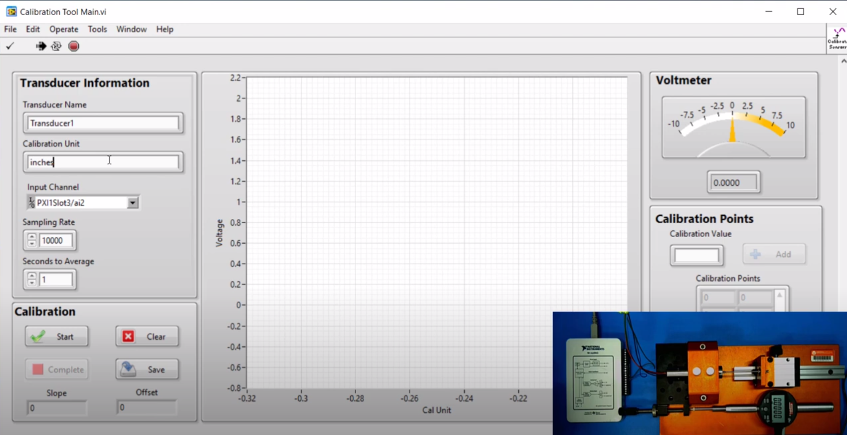 Calibration Tool Main.vi
File Edit Operate Tools Window Help
Transducer Information
Transducer Name
Transducer1
Calibration Unit
inches
Input Channel
PXI1Slot3/ai2
Sampling Rate
10000
Seconds to Average
1
Calibration
Start
Clear
Complete
Save
Slope
Offset
0
0
Voltage
2.2
2
1.8
1.6
1.4
1.2
1
0.8
0.6
0.4
0.2
0
-0.2
-0.4
-0.6
-0.8
-0.32 -0.3 -0.28 -0.26 -0.24 -0.22
Cal Unit
Voltmeter
-10 -7.5 -5 -2.5 0 2.5 5 7.5 10
0.0000
Calibration Points
Calibration Value
Add
Calibration Points
0 0